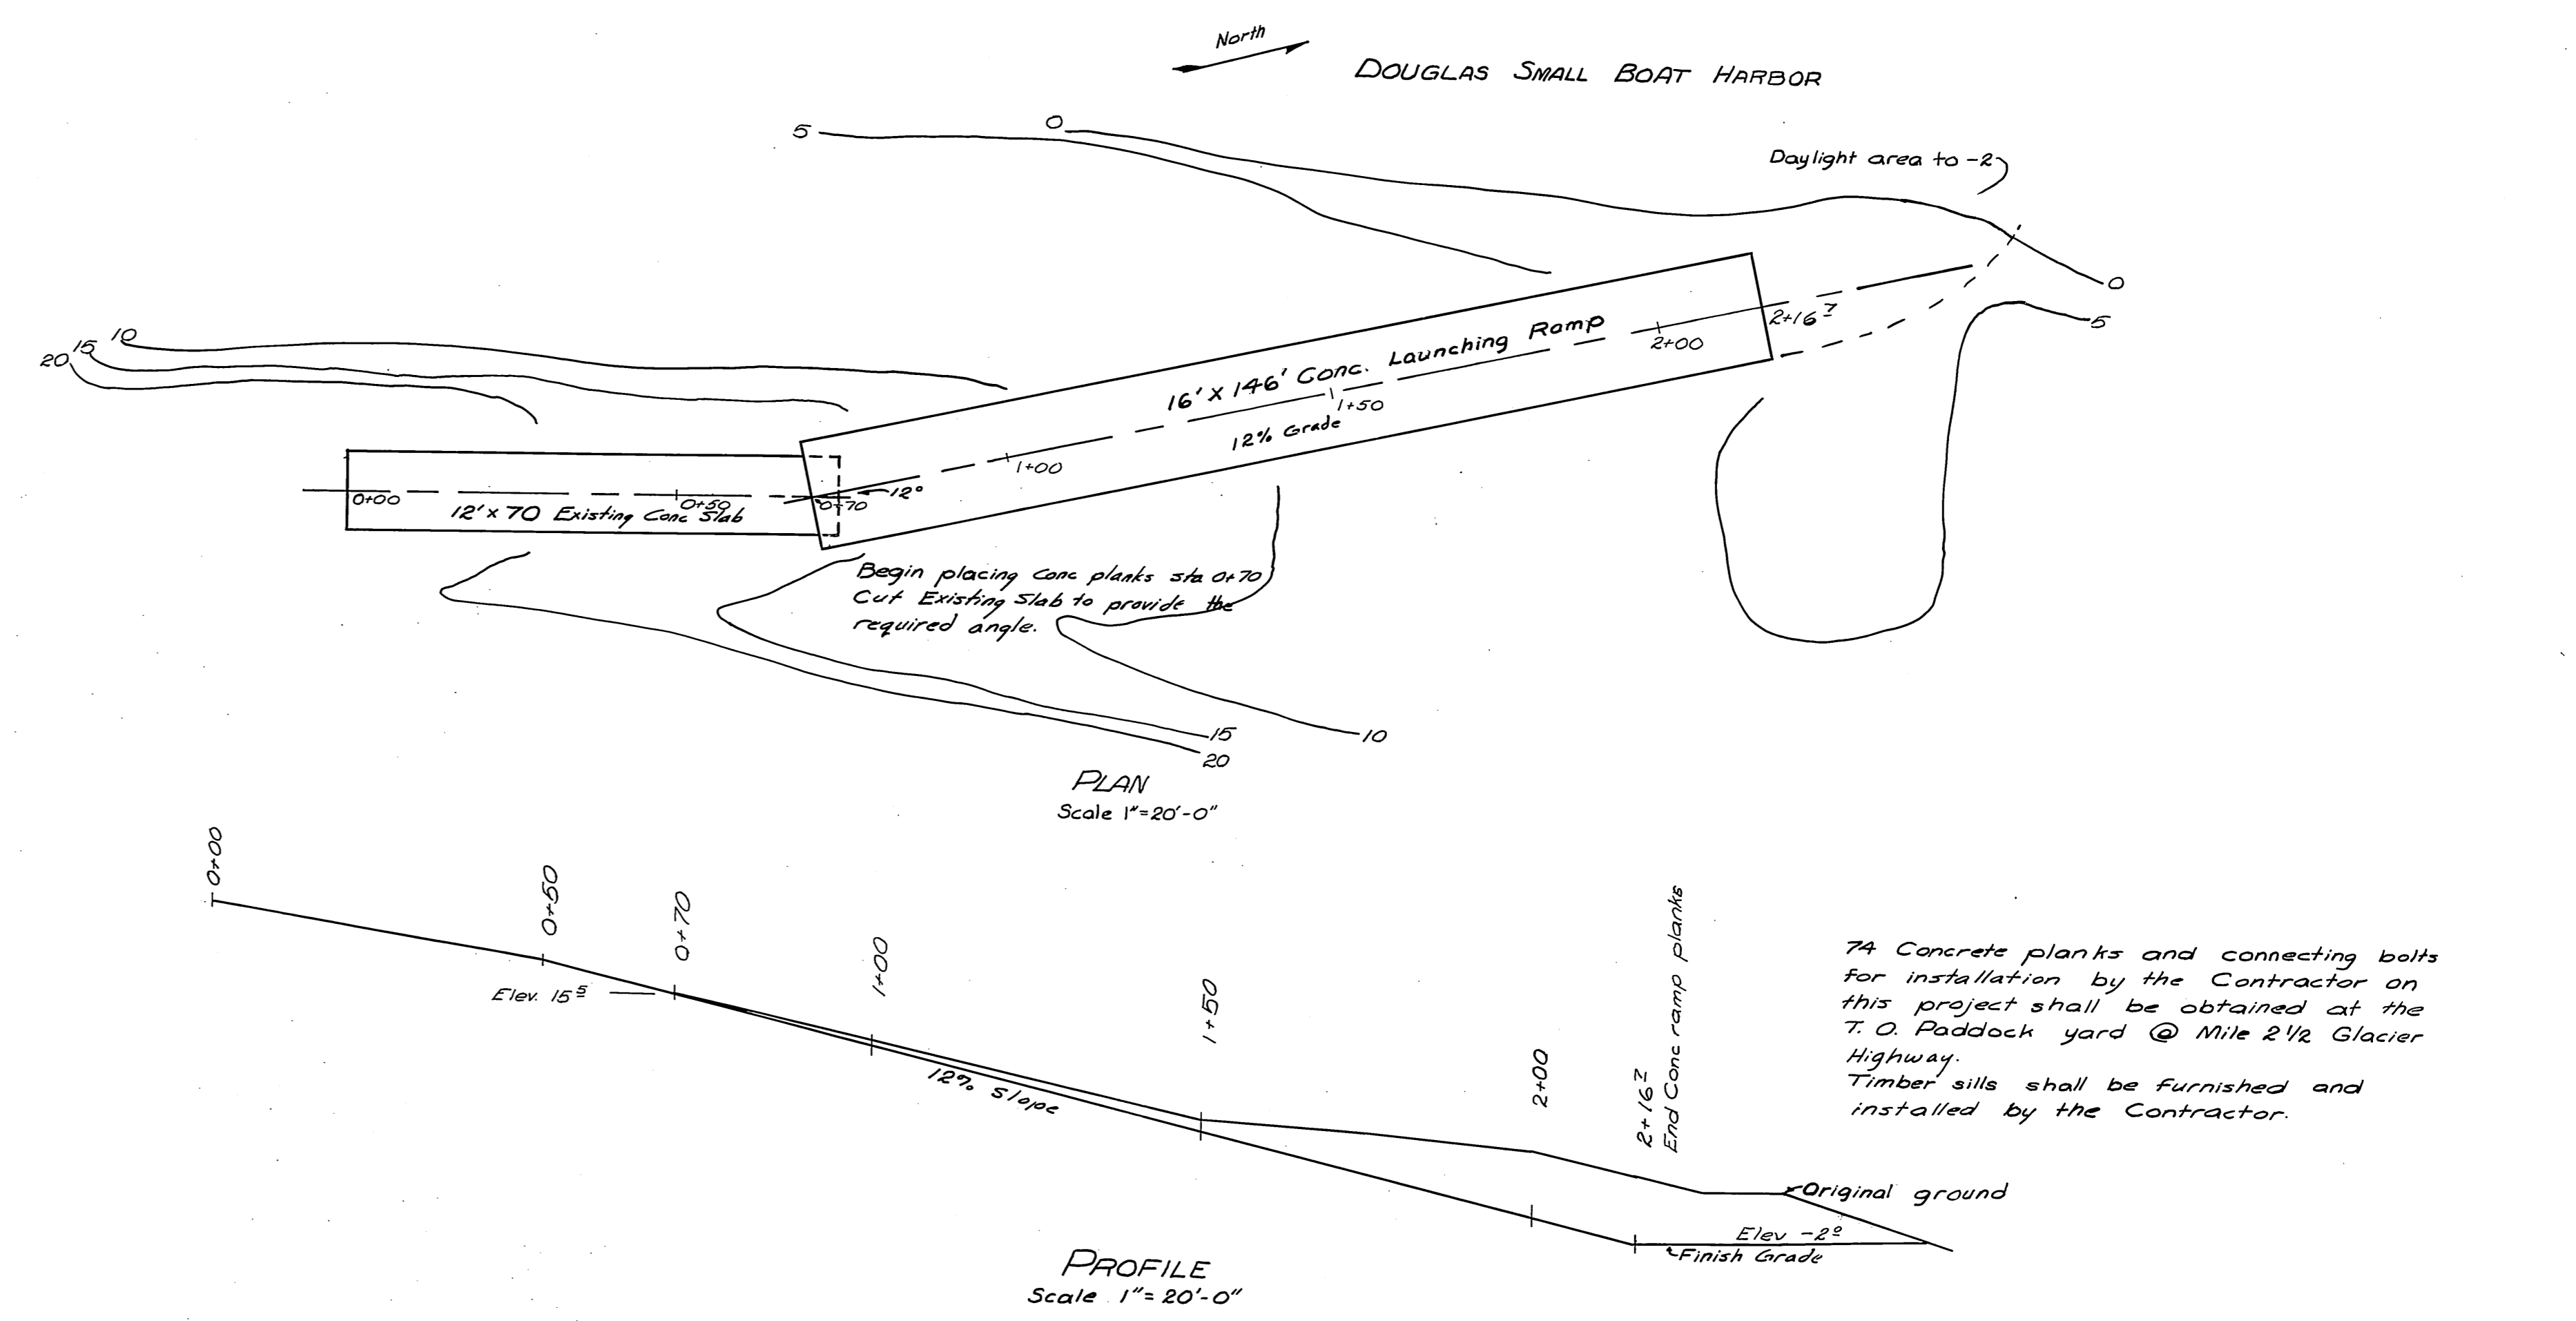 North
DOUGLAS SMALL BOAT HARBOR
5
0
Daylight area to -2
0
5
10
15
20
2+16⁷
2+00
16' X 146' Conc. Launching Ramp
1+50
12% Grade
1+00
12°
0+00
0+50
0+70
12' x 70 Existing Conc Slab
Begin placing conc planks sta 0+70
Cut Existing Slab to provide the
required angle.
15
20
10
PLAN
Scale 1"=20'-0"
0+00
0+50
0+70
1+00
1+50
2+00
2+16⁷
End Conc ramp planks
Elev. 15⁵
12% Slope
74 Concrete planks and connecting bolts
for installation by the Contractor on
this project shall be obtained at the
T. O. Paddock yard @ Mile 2 1/2 Glacier
Highway.
Timber sills shall be furnished and
installed by the Contractor.
Original ground
Elev -2⁰
Finish Grade
PROFILE
Scale 1"=20'-0"